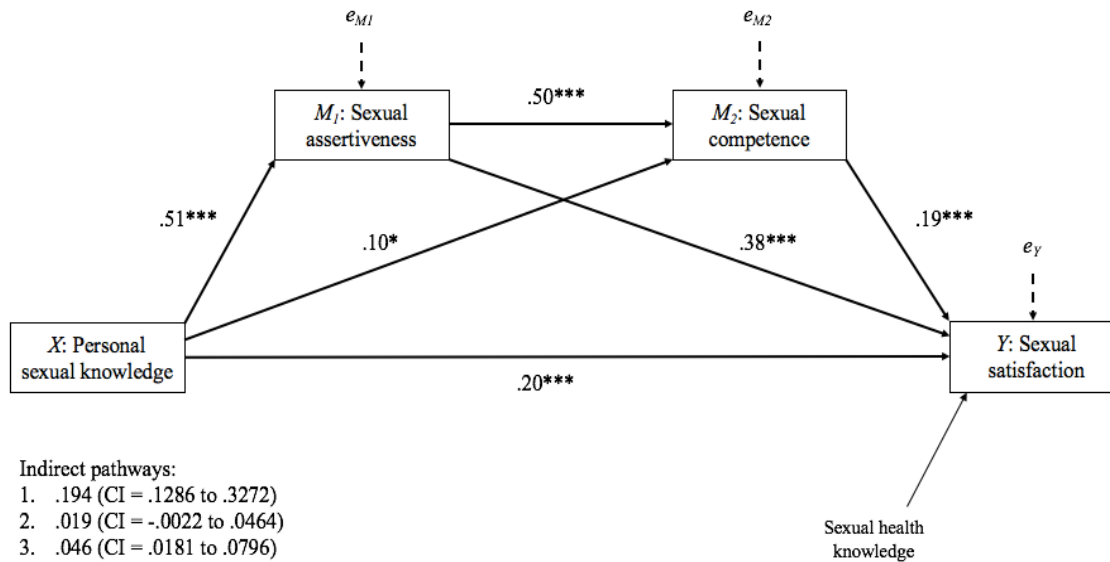 eM1
eM2
M1: Sexual
assertiveness
.50***
M2: Sexual
competence
.51***
.10*
.38***
.19***
eY
X: Personal
sexual knowledge
.20***
Y: Sexual
satisfaction
Indirect pathways:
1. .194 (CI = .1286 to .3272)
2. .019 (CI = -.0022 to .0464)
3. .046 (CI = .0181 to .0796)
Sexual health
knowledge